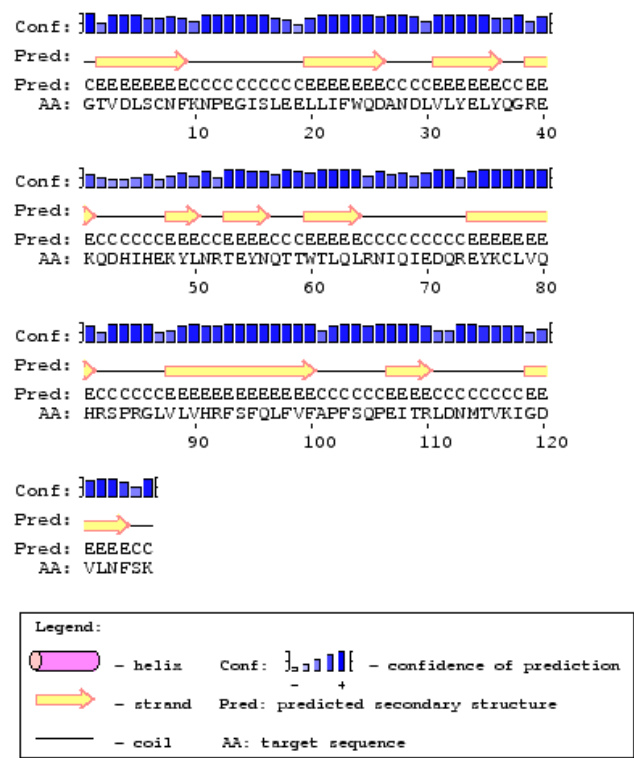 Conf:
Pred:
Pred: CEEEEEEEECCCCCCCCCCEEEEEEECCCCEEEEEECCEE
AA: GTVDLSCNFKNPEGISLEELLIFWQDANDLVLYELYQGRE
10 20 30 40
Conf:
Pred:
Pred: ECCCCCCEEECCEEEECCCEEEEECCCCCCCCCEEEEEEE
AA: KQDHIHEKYLNRTEYNQTTWTLQLRNIQIEDQREYKCLVQ
50 60 70 80
Conf:
Pred:
Pred: ECCCCCCEEEEEEEEEEEEECCCCCCEEEECCCCCCCCEE
AA: HRSPRGLVLVHRFSFQLFVFAPFSQPEITRLDNMTVKIGD
90 100 110 120
Conf:
Pred:
Pred: EEEECC
AA: VLNFSK
Legend:
– helix Conf: – + – confidence of prediction
– strand Pred: predicted secondary structure
– coil AA: target sequence